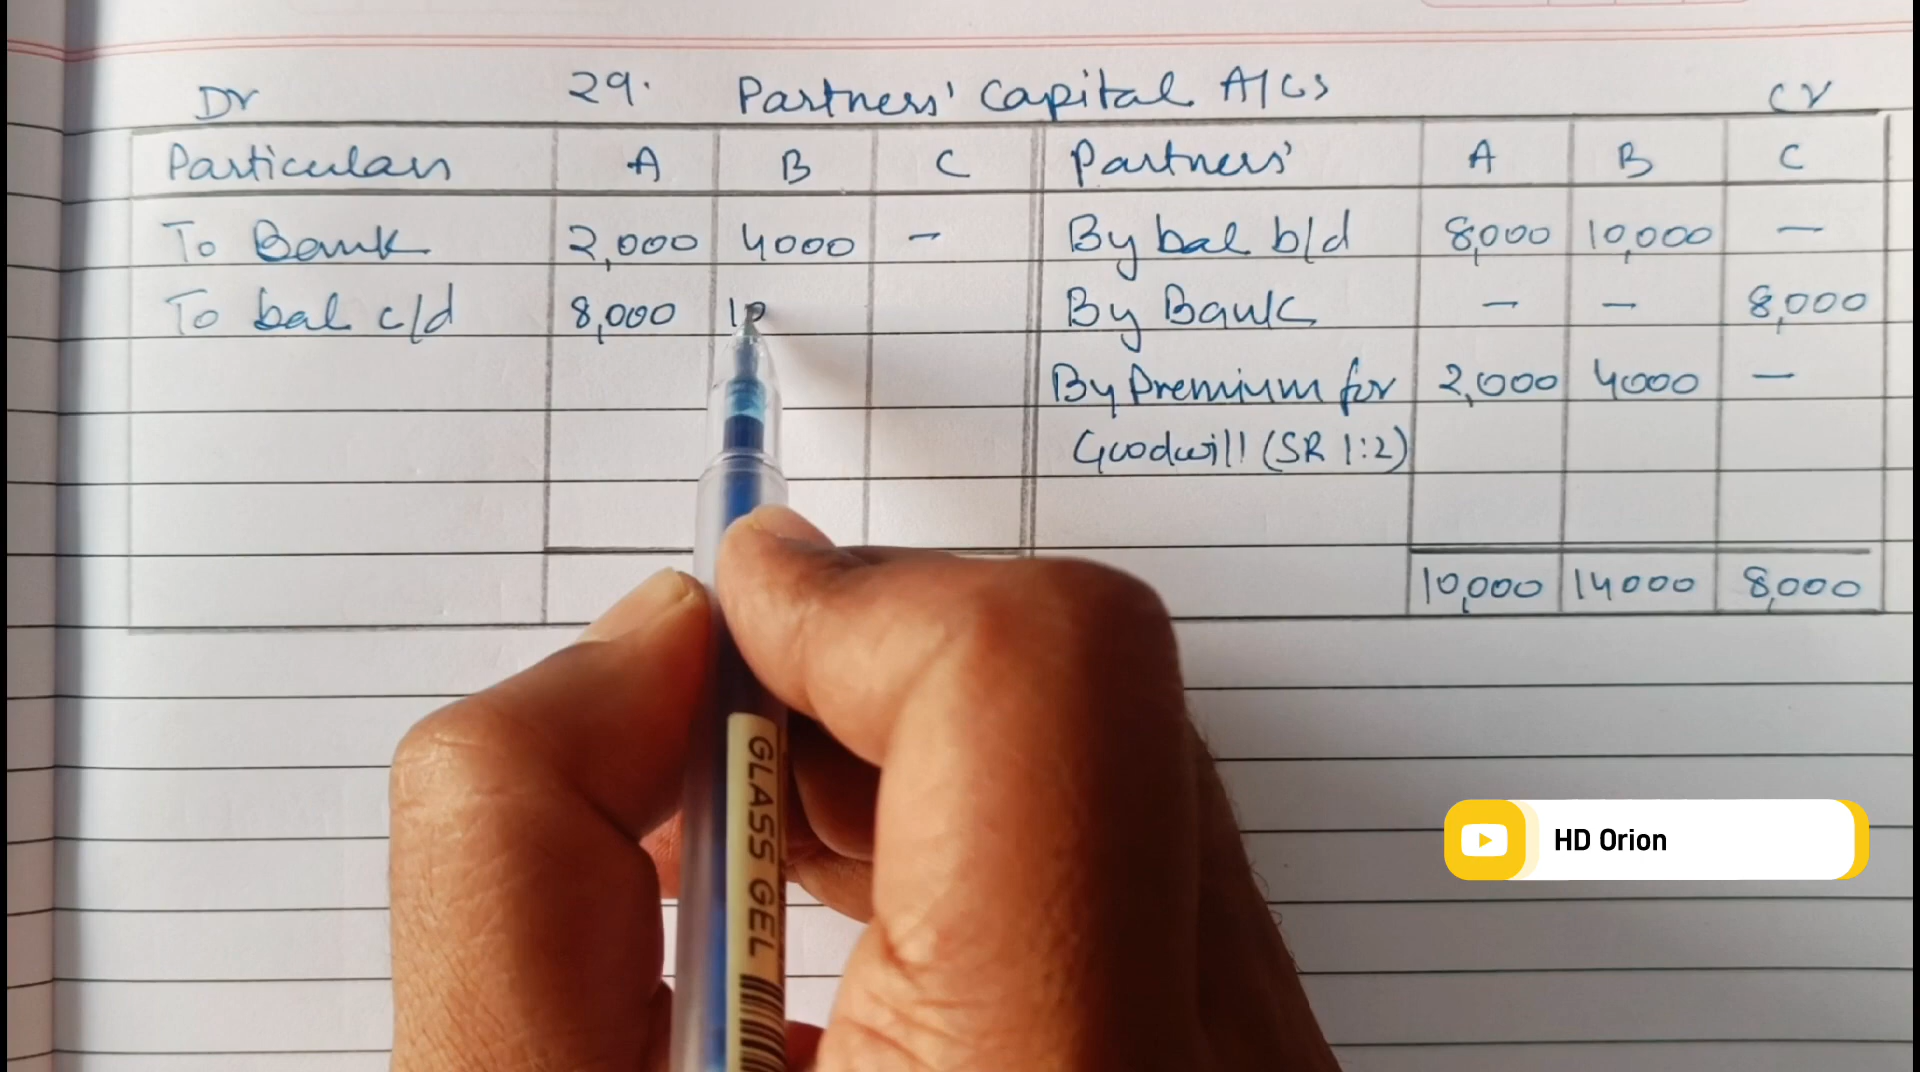 Dr 29. Partners' Capital A/Cs Cr
Particulars A B C Partners' A B C
To Bank 2,000 4000 — By bal b/d 8,000 10,000 —
To bal c/d 8,000 10 By Bank — — 8,000
By Premium for 2,000 4000 —
Goodwill (SR 1:2)
10,000 14000 8,000
GLASS GEL
HD Orion